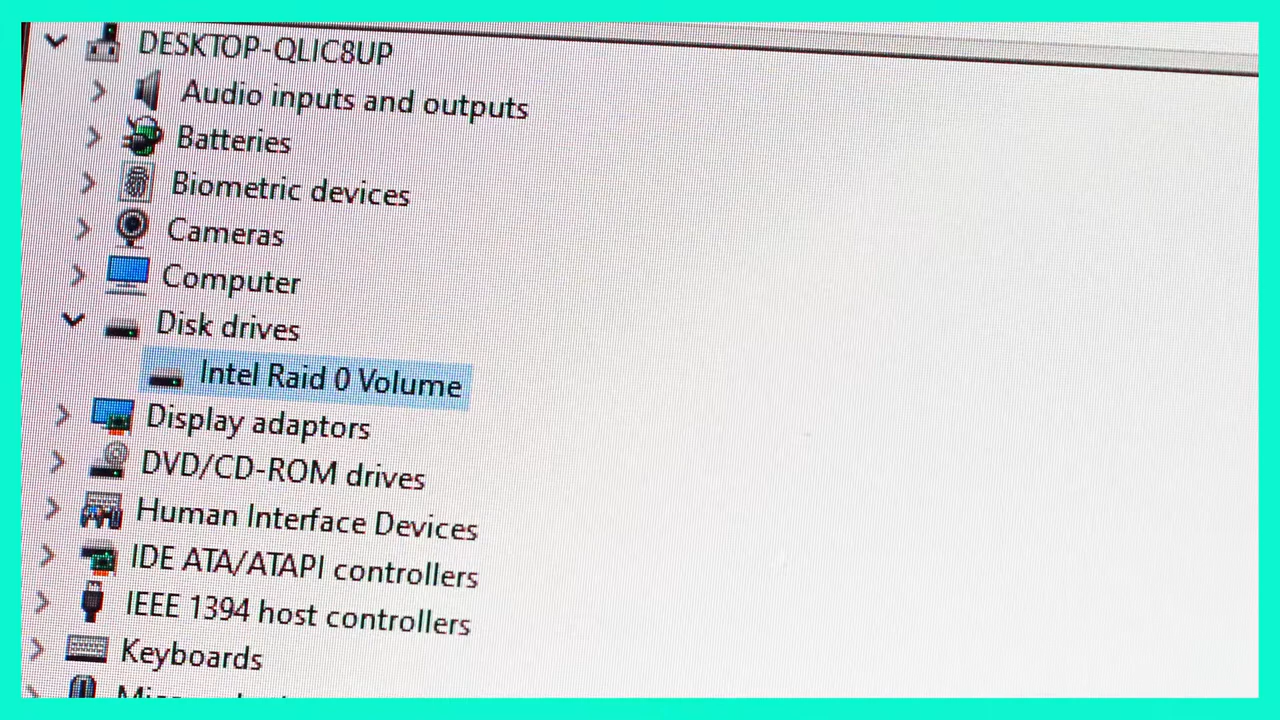 DESKTOP-QLIC8UP
Audio inputs and outputs
Batteries
Biometric devices
Cameras
Computer
Disk drives
Intel Raid 0 Volume
Display adaptors
DVD/CD-ROM drives
Human Interface Devices
IDE ATA/ATAPI controllers
IEEE 1394 host controllers
Keyboards